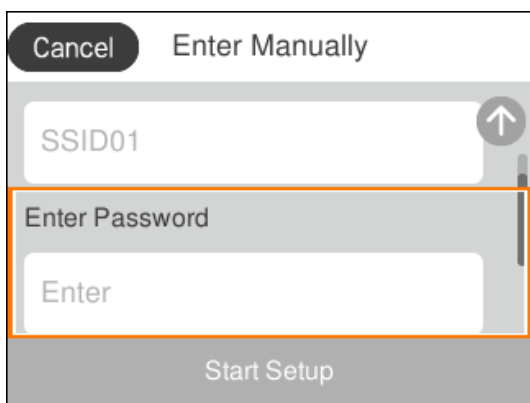 Cancel Enter Manually
SSID01
Enter Password
Enter
Start Setup